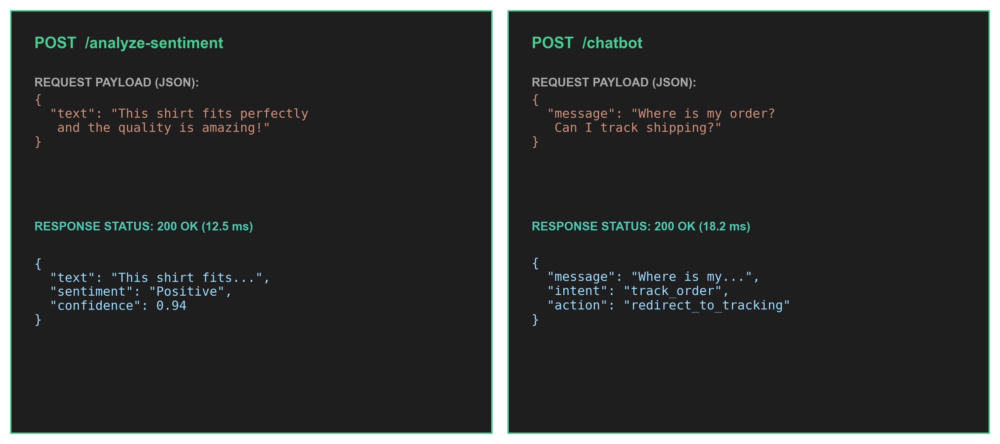 POST  /analyze-sentiment
REQUEST PAYLOAD (JSON):
{
  "text": "This shirt fits perfectly
   and the quality is amazing!"
}
RESPONSE STATUS: 200 OK (12.5 ms)
{
  "text": "This shirt fits...",
  "sentiment": "Positive",
  "confidence": 0.94
}
POST  /chatbot
REQUEST PAYLOAD (JSON):
{
  "message": "Where is my order?
   Can I track shipping?"
}
RESPONSE STATUS: 200 OK (18.2 ms)
{
  "message": "Where is my...",
  "intent": "track_order",
  "action": "redirect_to_tracking"
}